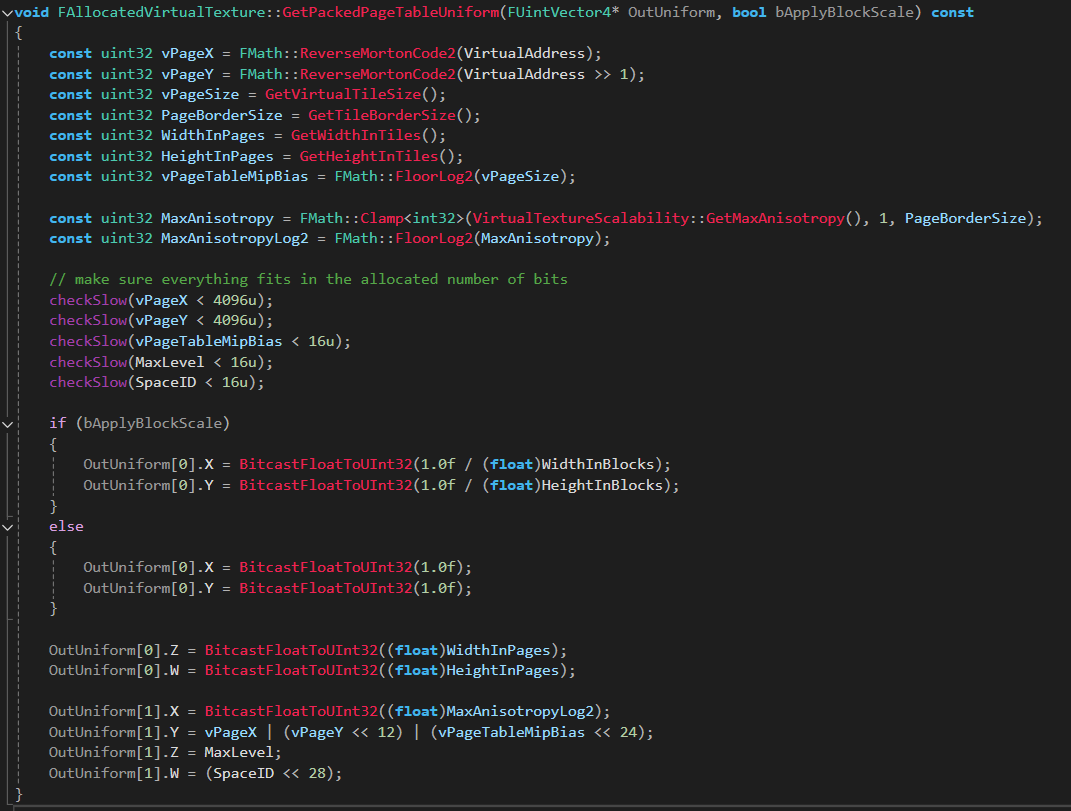 void FAllocatedVirtualTexture::GetPackedPageTableUniform(FUintVector4* OutUniform, bool bApplyBlockScale) const
{
const uint32 vPageX = FMath::ReverseMortonCode2(VirtualAddress);
const uint32 vPageY = FMath::ReverseMortonCode2(VirtualAddress >> 1);
const uint32 vPageSize = GetVirtualTileSize();
const uint32 PageBorderSize = GetTileBorderSize();
const uint32 WidthInPages = GetWidthInTiles();
const uint32 HeightInPages = GetHeightInTiles();
const uint32 vPageTableMipBias = FMath::FloorLog2(vPageSize);
const uint32 MaxAnisotropy = FMath::Clamp<int32>(VirtualTextureScalability::GetMaxAnisotropy(), 1, PageBorderSize);
const uint32 MaxAnisotropyLog2 = FMath::FloorLog2(MaxAnisotropy);
// make sure everything fits in the allocated number of bits
checkSlow(vPageX < 4096u);
checkSlow(vPageY < 4096u);
checkSlow(vPageTableMipBias < 16u);
checkSlow(MaxLevel < 16u);
checkSlow(SpaceID < 16u);
if (bApplyBlockScale)
{
OutUniform[0].X = BitcastFloatToUInt32(1.0f / (float)WidthInBlocks);
OutUniform[0].Y = BitcastFloatToUInt32(1.0f / (float)HeightInBlocks);
}
else
{
OutUniform[0].X = BitcastFloatToUInt32(1.0f);
OutUniform[0].Y = BitcastFloatToUInt32(1.0f);
}
OutUniform[0].Z = BitcastFloatToUInt32((float)WidthInPages);
OutUniform[0].W = BitcastFloatToUInt32((float)HeightInPages);
OutUniform[1].X = BitcastFloatToUInt32((float)MaxAnisotropyLog2);
OutUniform[1].Y = vPageX | (vPageY << 12) | (vPageTableMipBias << 24);
OutUniform[1].Z = MaxLevel;
OutUniform[1].W = (SpaceID << 28);
}